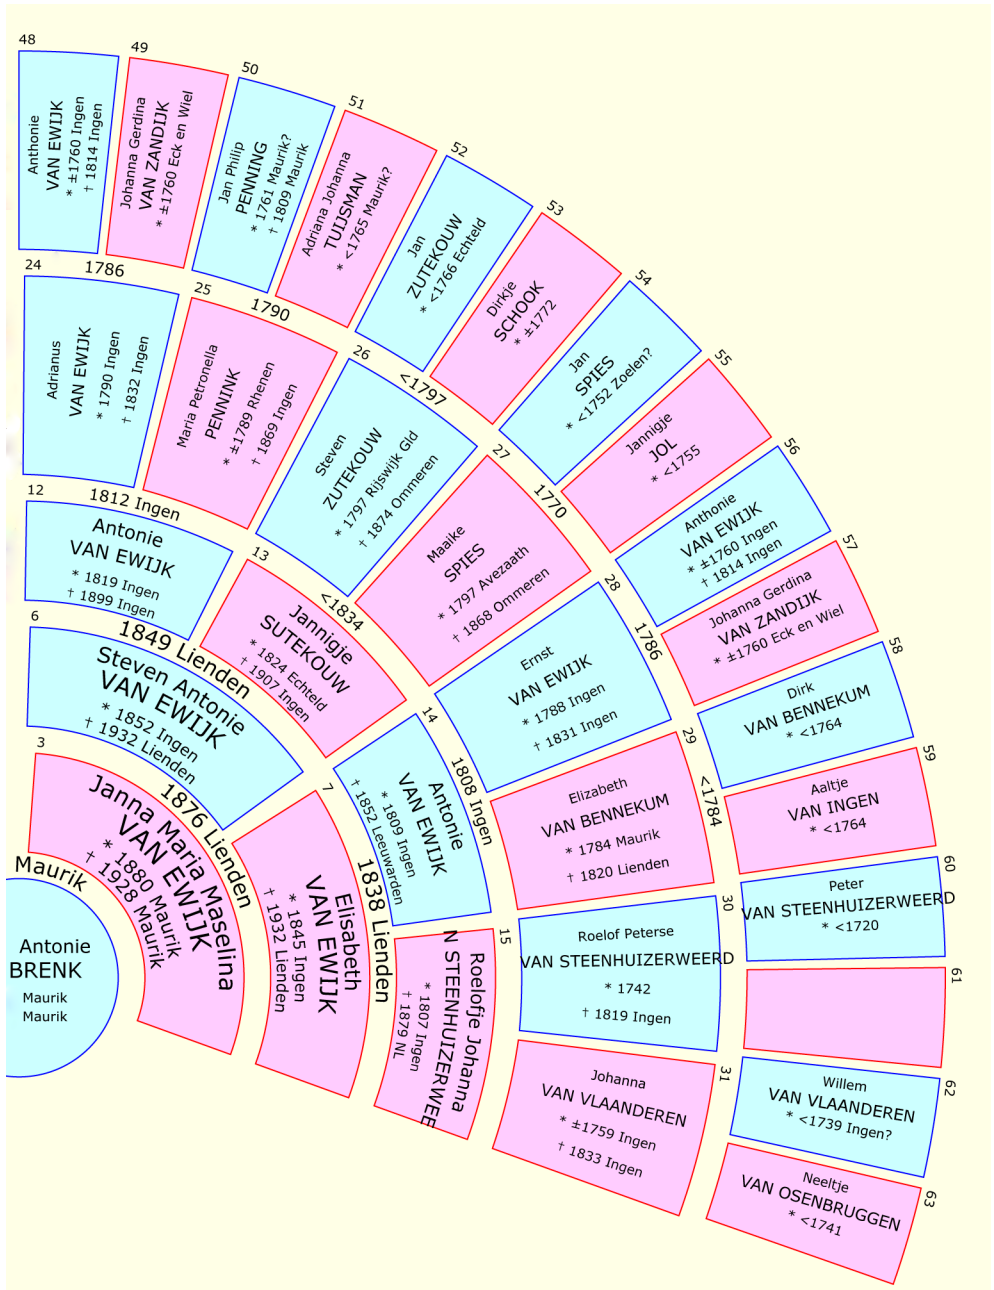 48
Anthonie
VAN EWIJK
* ±1760 Ingen
† 1814 Ingen
49
Johanna Gerdina
VAN ZANDIJK
* ±1760 Eck en Wiel
50
Jan Philip
PENNING
* 1761 Maurik?
† 1809 Maurik
51
Adriana Johanna
TUIJSMAN
* <1765 Maurik?
52
Jan
ZUTEKOUW
* <1766 Echteld
53
Dirkje
SCHOOK
* ±1772
54
Jan
SPIES
* <1752 Zoelen?
55
Jannigje
JOL
* <1755
56
Anthonie
VAN EWIJK
* ±1760 Ingen
† 1814 Ingen
57
Johanna Gerdina
VAN ZANDIJK
* ±1760 Eck en Wiel
58
Dirk
VAN BENNEKUM
* <1764
59
Aaltje
VAN INGEN
* <1764
60
Peter
VAN STEENHUIZERWEERD
* <1720
61
62
Willem
VAN VLAANDEREN
* <1739 Ingen?
63
Neeltje
VAN OSENBRUGGEN
* <1741
1786
1790
<1797
1770
1786
<1784
24
Adrianus
VAN EWIJK
* 1790 Ingen
† 1832 Ingen
25
Maria Petronella
PENNINK
* ±1789 Rhenen
† 1869 Ingen
26
Steven
ZUTEKOUW
* 1797 Rijswijk Gld
† 1874 Ommeren
27
Maaike
SPIES
* 1797 Avezaath
† 1868 Ommeren
28
Ernst
VAN EWIJK
* 1788 Ingen
† 1831 Ingen
29
Elizabeth
VAN BENNEKUM
* 1784 Maurik
† 1820 Lienden
30
Roelof Peterse
VAN STEENHUIZERWEERD
* 1742
† 1819 Ingen
31
Johanna
VAN VLAANDEREN
* ±1759 Ingen
† 1833 Ingen
1812 Ingen
<1834
1808 Ingen
12
Antonie
VAN EWIJK
* 1819 Ingen
† 1899 Ingen
13
Jannigje
SUTEKOUW
* 1824 Echteld
† 1907 Ingen
14
Antonie
VAN EWIJK
* 1809 Ingen
† 1852 Leeuwarden
15
Roelofje Johanna
N STEENHUIZERWEE
* 1807 Ingen
† 1879 NL
1849 Lienden
1838 Lienden
6
Steven Antonie
VAN EWIJK
* 1852 Ingen
† 1932 Lienden
7
Elisabeth
VAN EWIJK
* 1845 Ingen
† 1932 Lienden
1876 Lienden
3
Janna Maria Maselina
VAN EWIJK
* 1880 Maurik
† 1928 Maurik
Maurik
Antonie
BRENK
Maurik
Maurik